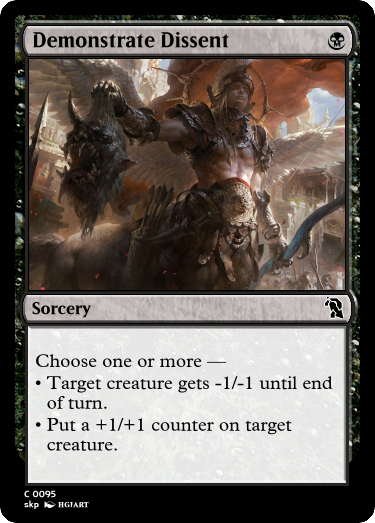 Demonstrate Dissent
Sorcery
Choose one or more —
• Target creature gets -1/-1 until end
of turn.
• Put a +1/+1 counter on target
creature.
C 0095
skp HGJART